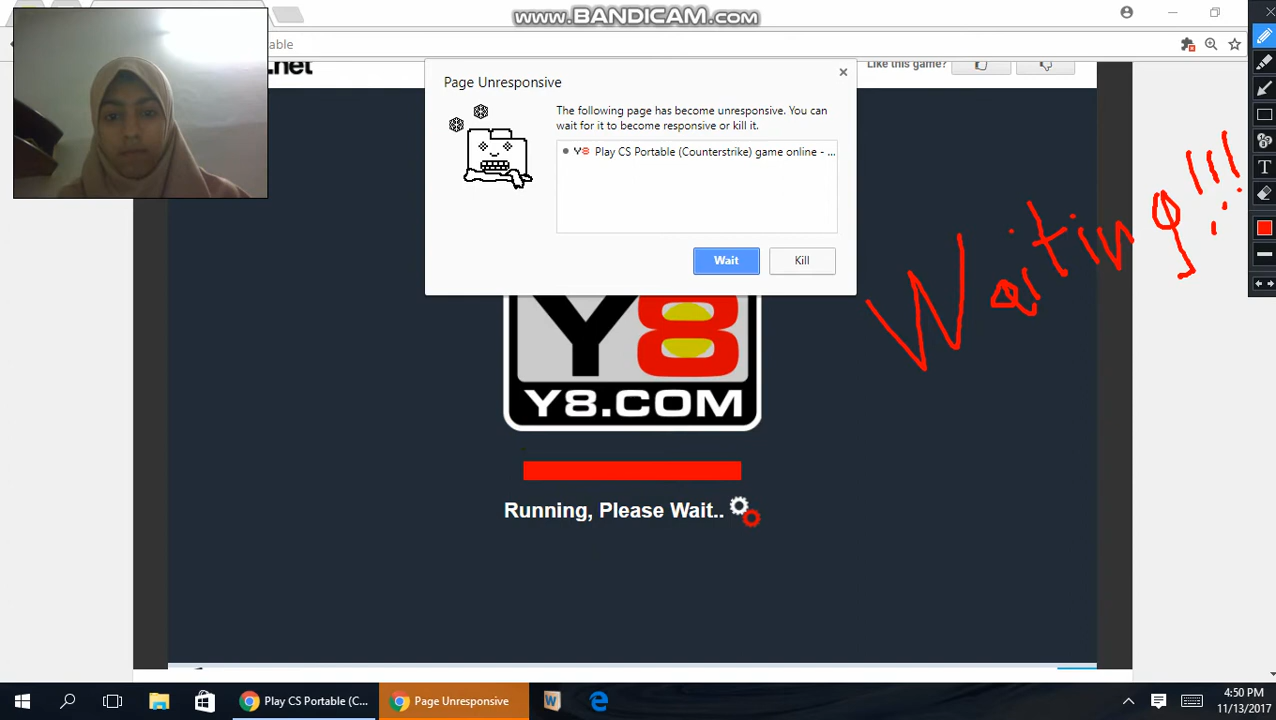 WWW.BANDICAM.COM
able
.net
Like this game?
Page Unresponsive
The following page has become unresponsive. You can
wait for it to become responsive or kill it.
Y8 Play CS Portable (Counterstrike) game online - ...
Wait
Kill
Waiting!!!
Y8
Y8.COM
Running, Please Wait..
T
Play CS Portable (C...
Page Unresponsive
W
4:50 PM
11/13/2017